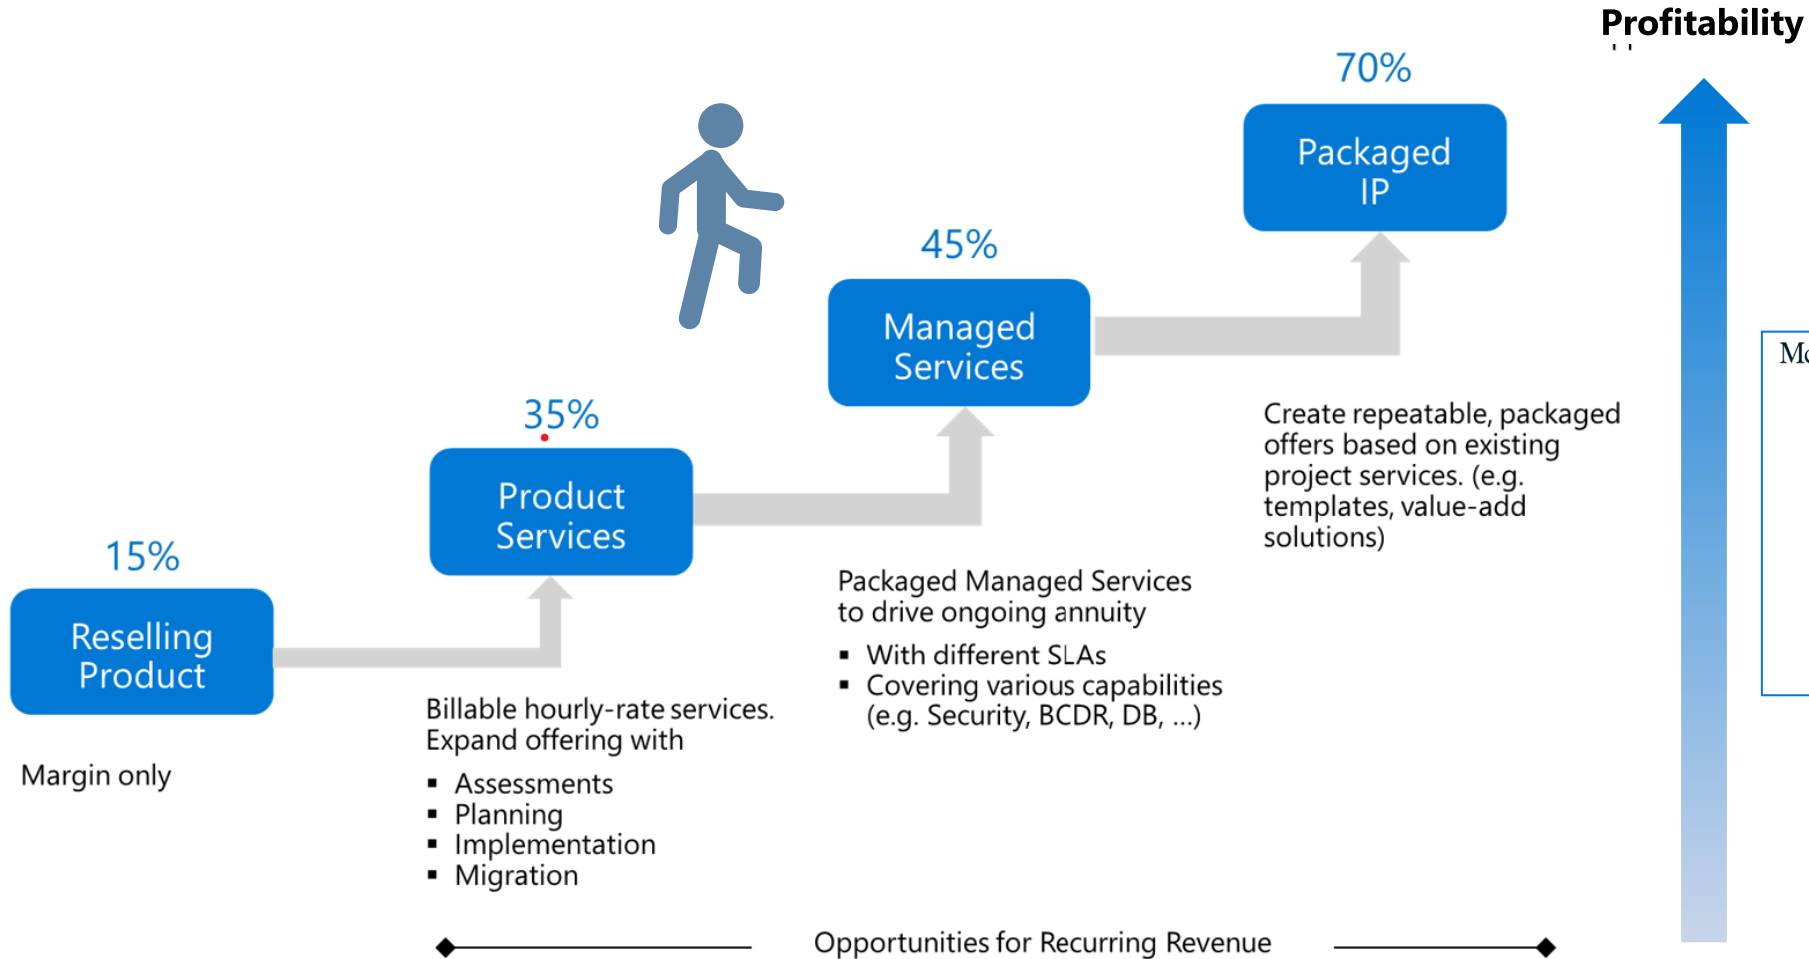 Profitability
70%
Packaged
IP
45%
Managed
Services
Create repeatable, packaged
offers based on existing
project services. (e.g.
templates, value-add
solutions)
35%
Product
Services
Packaged Managed Services
to drive ongoing annuity
▪ With different SLAs
▪ Covering various capabilities
(e.g. Security, BCDR, DB, ...)
15%
Reselling
Product
Margin only
Billable hourly-rate services.
Expand offering with
▪ Assessments
▪ Planning
▪ Implementation
▪ Migration
Opportunities for Recurring Revenue